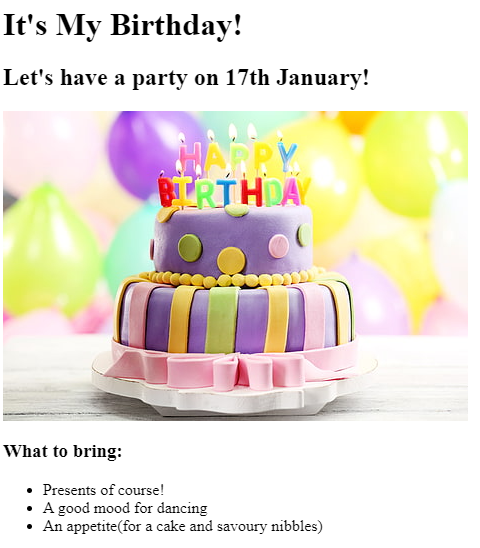 It's My Birthday!
Let's have a party on 17th January!
HAPPY
BIRTHDAY
What to bring:
Presents of course!
A good mood for dancing
An appetite(for a cake and savoury nibbles)